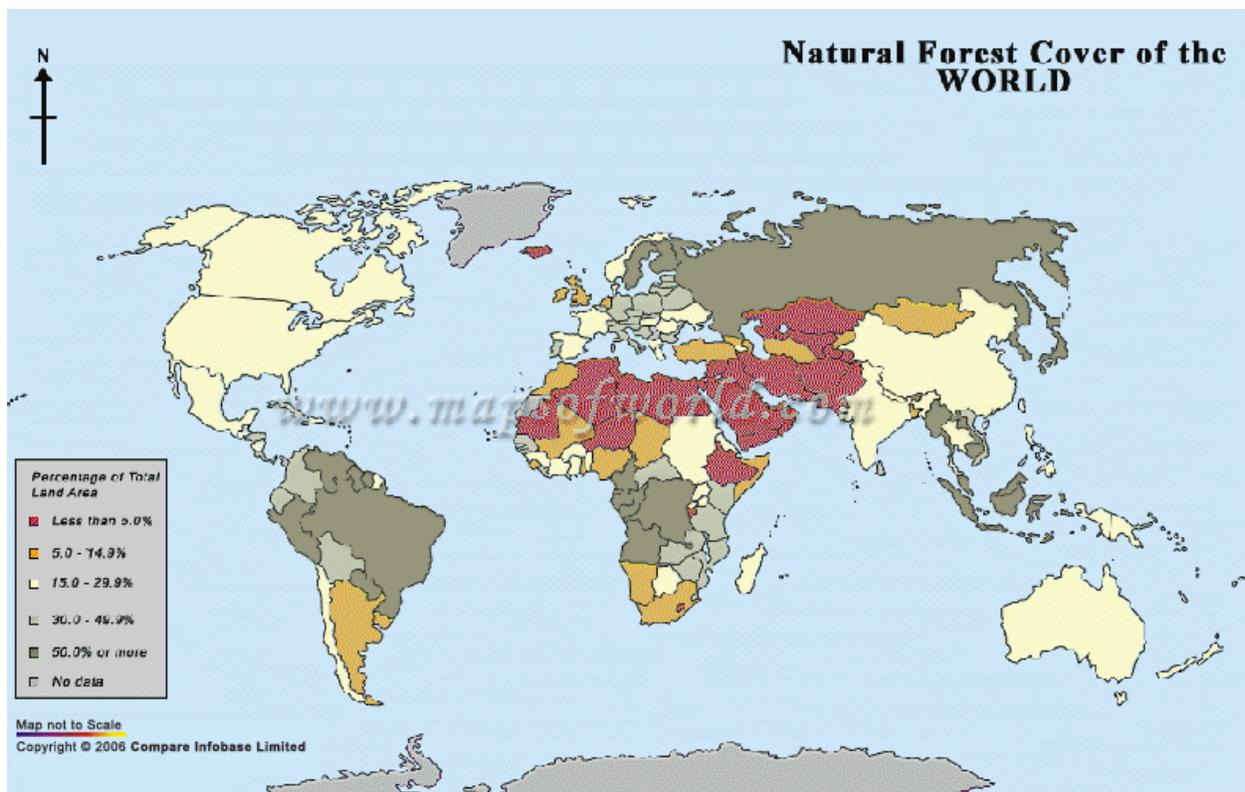 N
Natural Forest Cover of the
WORLD
www.mapofworld.com
Percentage of Total
Land Area
Less than 5.0%
5.0 - 14.9%
15.0 - 29.9%
30.0 - 49.9%
50.0% or more
No data
Map not to Scale
Copyright © 2006 Compare Infobase Limited